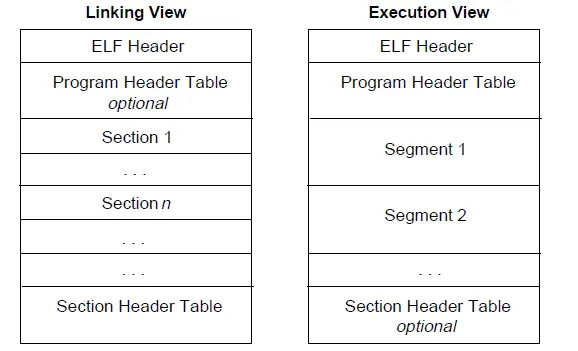 Linking View
ELF Header
Program Header Table
optional
Section 1
. . .
Section n
. . .
. . .
Section Header Table
Execution View
ELF Header
Program Header Table
Segment 1
Segment 2
. . .
Section Header Table
optional